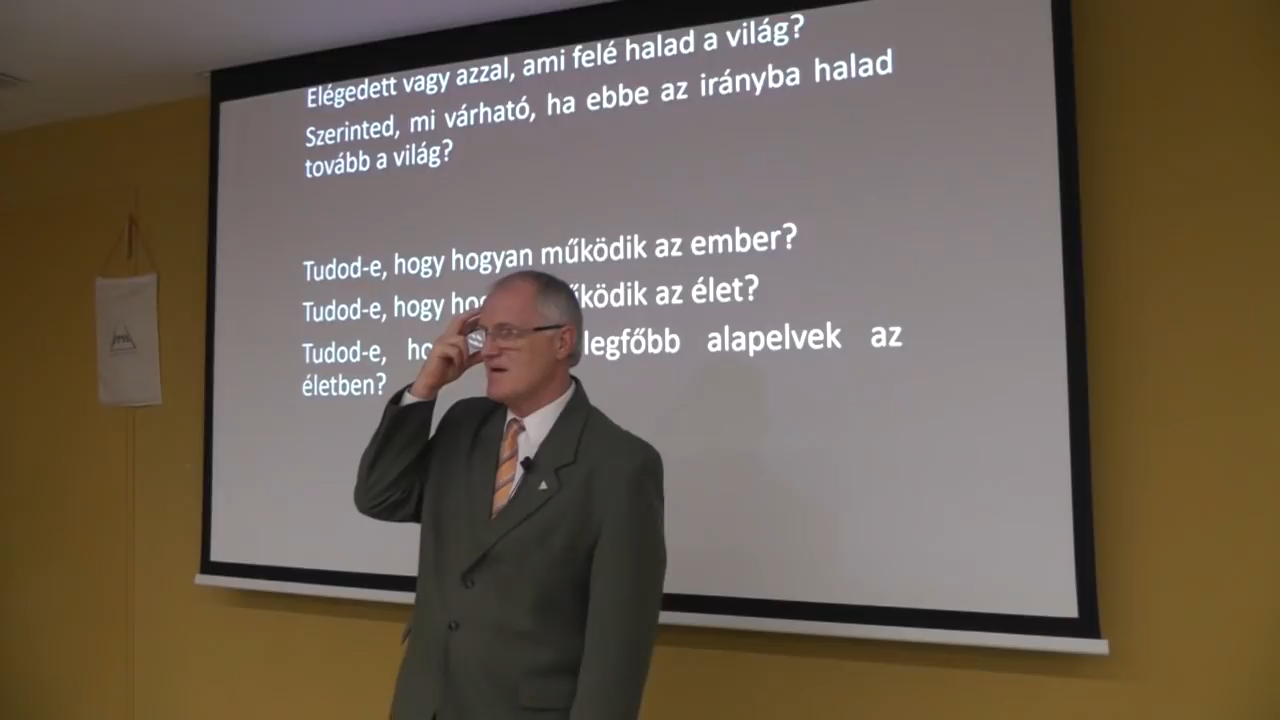 Elégedett vagy azzal, ami felé halad a világ?
Szerinted, mi várható, ha ebbe az irányba halad
tovább a világ?
Tudod-e, hogy hogyan működik az ember?
Tudod-e, hogy az élet?
Tudod-e, legfőbb alapelvek az
életben?